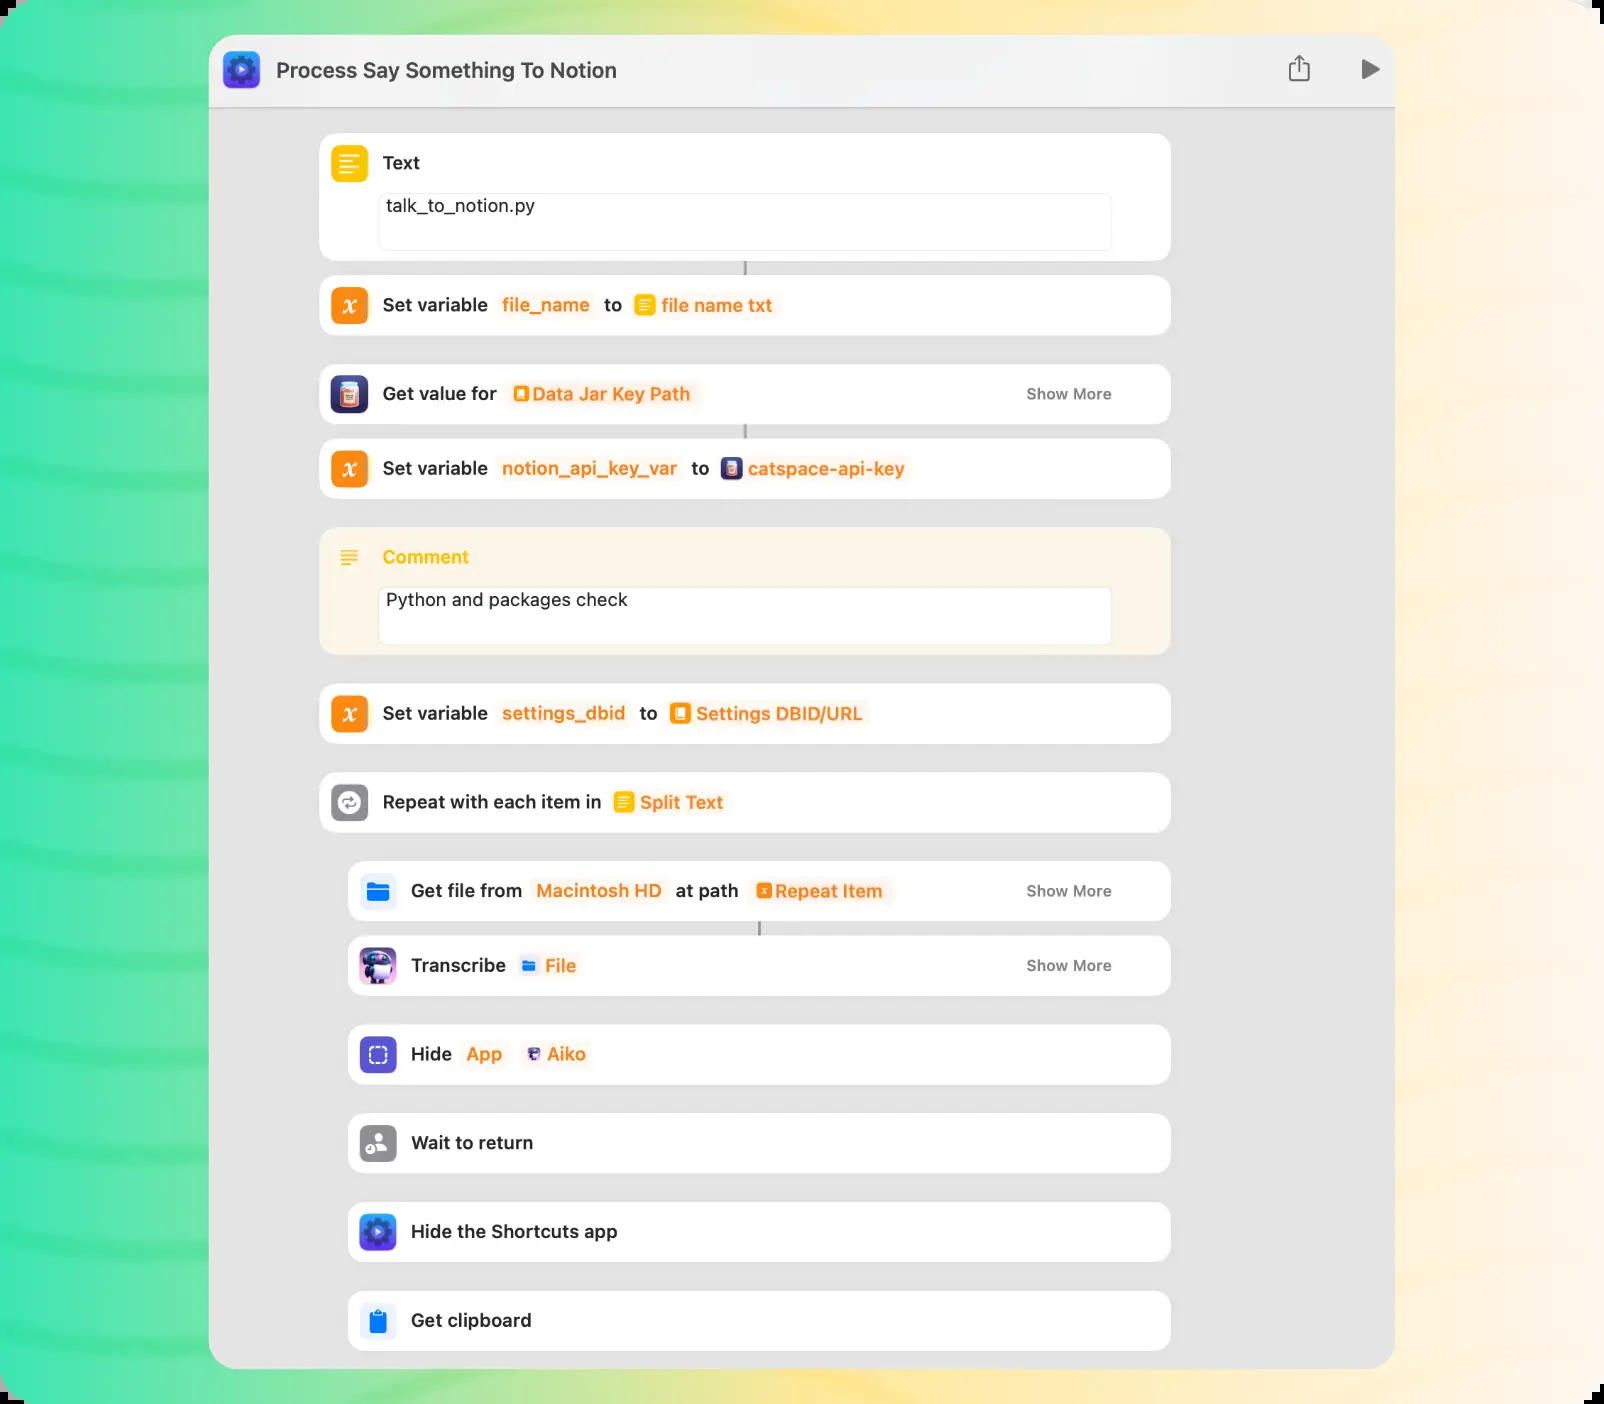 Process Say Something To Notion
Text
talk_to_notion.py
Set variable file_name to file name txt
Get value for Data Jar Key Path Show More
Set variable notion_api_key_var to catspace-api-key
Comment
Python and packages check
Set variable settings_dbid to Settings DBID/URL
Repeat with each item in Split Text
Get file from Macintosh HD at path Repeat Item Show More
Transcribe File Show More
Hide App Aiko
Wait to return
Hide the Shortcuts app
Get clipboard